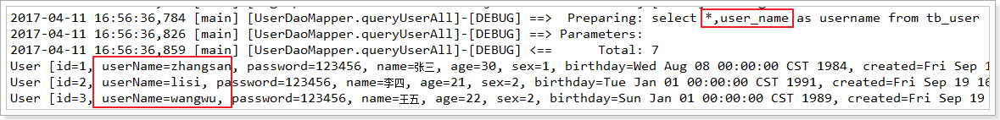 2017-04-11 16:56:36,784 [main] [UserDaoMapper.queryUserAll]-[DEBUG] ==>  Preparing: select *,user_name as username from tb_user
2017-04-11 16:56:36,826 [main] [UserDaoMapper.queryUserAll]-[DEBUG] ==> Parameters:
2017-04-11 16:56:36,859 [main] [UserDaoMapper.queryUserAll]-[DEBUG] <==      Total: 7
User [id=1, userName=zhangsan, password=123456, name=张三, age=30, sex=1, birthday=Wed Aug 08 00:00:00 CST 1984, created=Fri Sep 1
User [id=2, userName=lisi, password=123456, name=李四, age=21, sex=2, birthday=Tue Jan 01 00:00:00 CST 1991, created=Fri Sep 19 16
User [id=3, userName=wangwu, password=123456, name=王五, age=22, sex=2, birthday=Sun Jan 01 00:00:00 CST 1989, created=Fri Sep 19